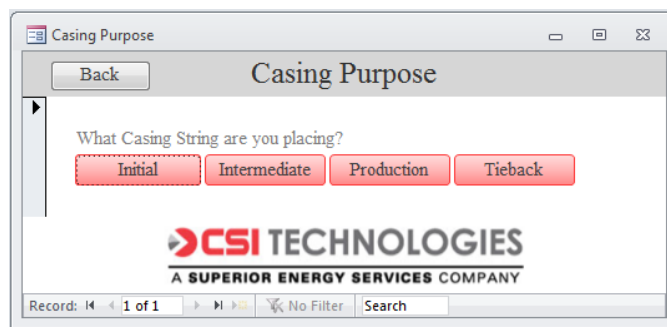 Casing Purpose
Back Casing Purpose
What Casing String are you placing?
Initial Intermediate Production Tieback
CSI TECHNOLOGIES
A SUPERIOR ENERGY SERVICES COMPANY
Record: 1 of 1 No Filter Search